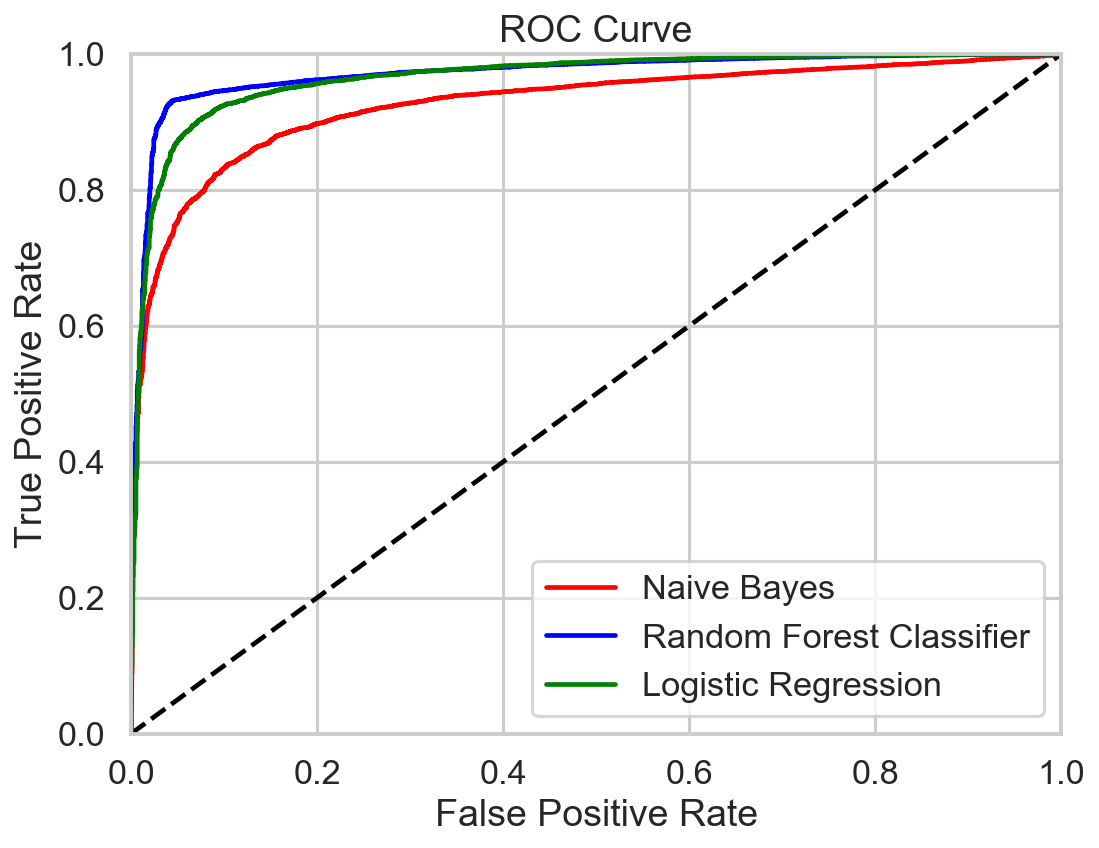 ROC Curve
1.0
0.8
0.6
0.4
0.2
0.0
True Positive Rate
Naive Bayes
Random Forest Classifier
Logistic Regression
0.0 0.2 0.4 0.6 0.8 1.0
False Positive Rate